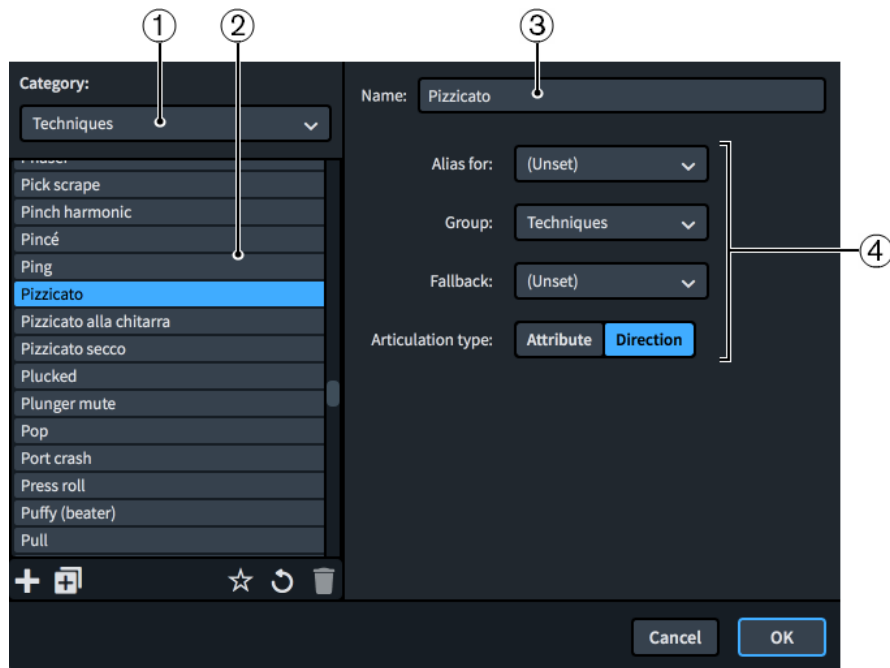 ① ② ③
Category:
Techniques
Name: Pizzicato
Phaser
Pick scrape
Pinch harmonic
Pincé
Ping
Pizzicato
Pizzicato alla chitarra
Pizzicato secco
Plucked
Plunger mute
Pop
Port crash
Press roll
Puffy (beater)
Pull
Alias for: (Unset)
Group: Techniques
Fallback: (Unset)
Articulation type: Attribute Direction
④
Cancel OK